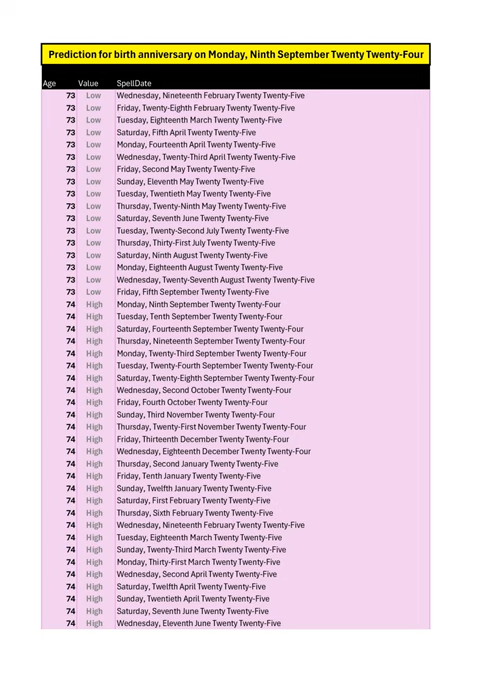 Prediction for birth anniversary on Monday, Ninth September Twenty Twenty-Four
Age Value SpellDate
73 Low Wednesday, Nineteenth February Twenty Twenty-Five
73 Low Friday, Twenty-Eighth February Twenty Twenty-Five
73 Low Tuesday, Eighteenth March Twenty Twenty-Five
73 Low Saturday, Fifth April Twenty Twenty-Five
73 Low Monday, Fourteenth April Twenty Twenty-Five
73 Low Wednesday, Twenty-Third April Twenty Twenty-Five
73 Low Friday, Second May Twenty Twenty-Five
73 Low Sunday, Eleventh May Twenty Twenty-Five
73 Low Tuesday, Twentieth May Twenty Twenty-Five
73 Low Thursday, Twenty-Ninth May Twenty Twenty-Five
73 Low Saturday, Seventh June Twenty Twenty-Five
73 Low Tuesday, Twenty-Second July Twenty Twenty-Five
73 Low Thursday, Thirty-First July Twenty Twenty-Five
73 Low Saturday, Ninth August Twenty Twenty-Five
73 Low Monday, Eighteenth August Twenty Twenty-Five
73 Low Wednesday, Twenty-Seventh August Twenty Twenty-Five
73 Low Friday, Fifth September Twenty Twenty-Five
74 High Monday, Ninth September Twenty Twenty-Four
74 High Tuesday, Tenth September Twenty Twenty-Four
74 High Saturday, Fourteenth September Twenty Twenty-Four
74 High Thursday, Nineteenth September Twenty Twenty-Four
74 High Monday, Twenty-Third September Twenty Twenty-Four
74 High Tuesday, Twenty-Fourth September Twenty Twenty-Four
74 High Saturday, Twenty-Eighth September Twenty Twenty-Four
74 High Wednesday, Second October Twenty Twenty-Four
74 High Friday, Fourth October Twenty Twenty-Four
74 High Sunday, Third November Twenty Twenty-Four
74 High Thursday, Twenty-First November Twenty Twenty-Four
74 High Friday, Thirteenth December Twenty Twenty-Four
74 High Wednesday, Eighteenth December Twenty Twenty-Four
74 High Thursday, Second January Twenty Twenty-Five
74 High Friday, Tenth January Twenty Twenty-Five
74 High Sunday, Twelfth January Twenty Twenty-Five
74 High Saturday, First February Twenty Twenty-Five
74 High Thursday, Sixth February Twenty Twenty-Five
74 High Wednesday, Nineteenth February Twenty Twenty-Five
74 High Tuesday, Eighteenth March Twenty Twenty-Five
74 High Sunday, Twenty-Third March Twenty Twenty-Five
74 High Monday, Thirty-First March Twenty Twenty-Five
74 High Wednesday, Second April Twenty Twenty-Five
74 High Saturday, Twelfth April Twenty Twenty-Five
74 High Sunday, Twentieth April Twenty Twenty-Five
74 High Saturday, Seventh June Twenty Twenty-Five
74 High Wednesday, Eleventh June Twenty Twenty-Five